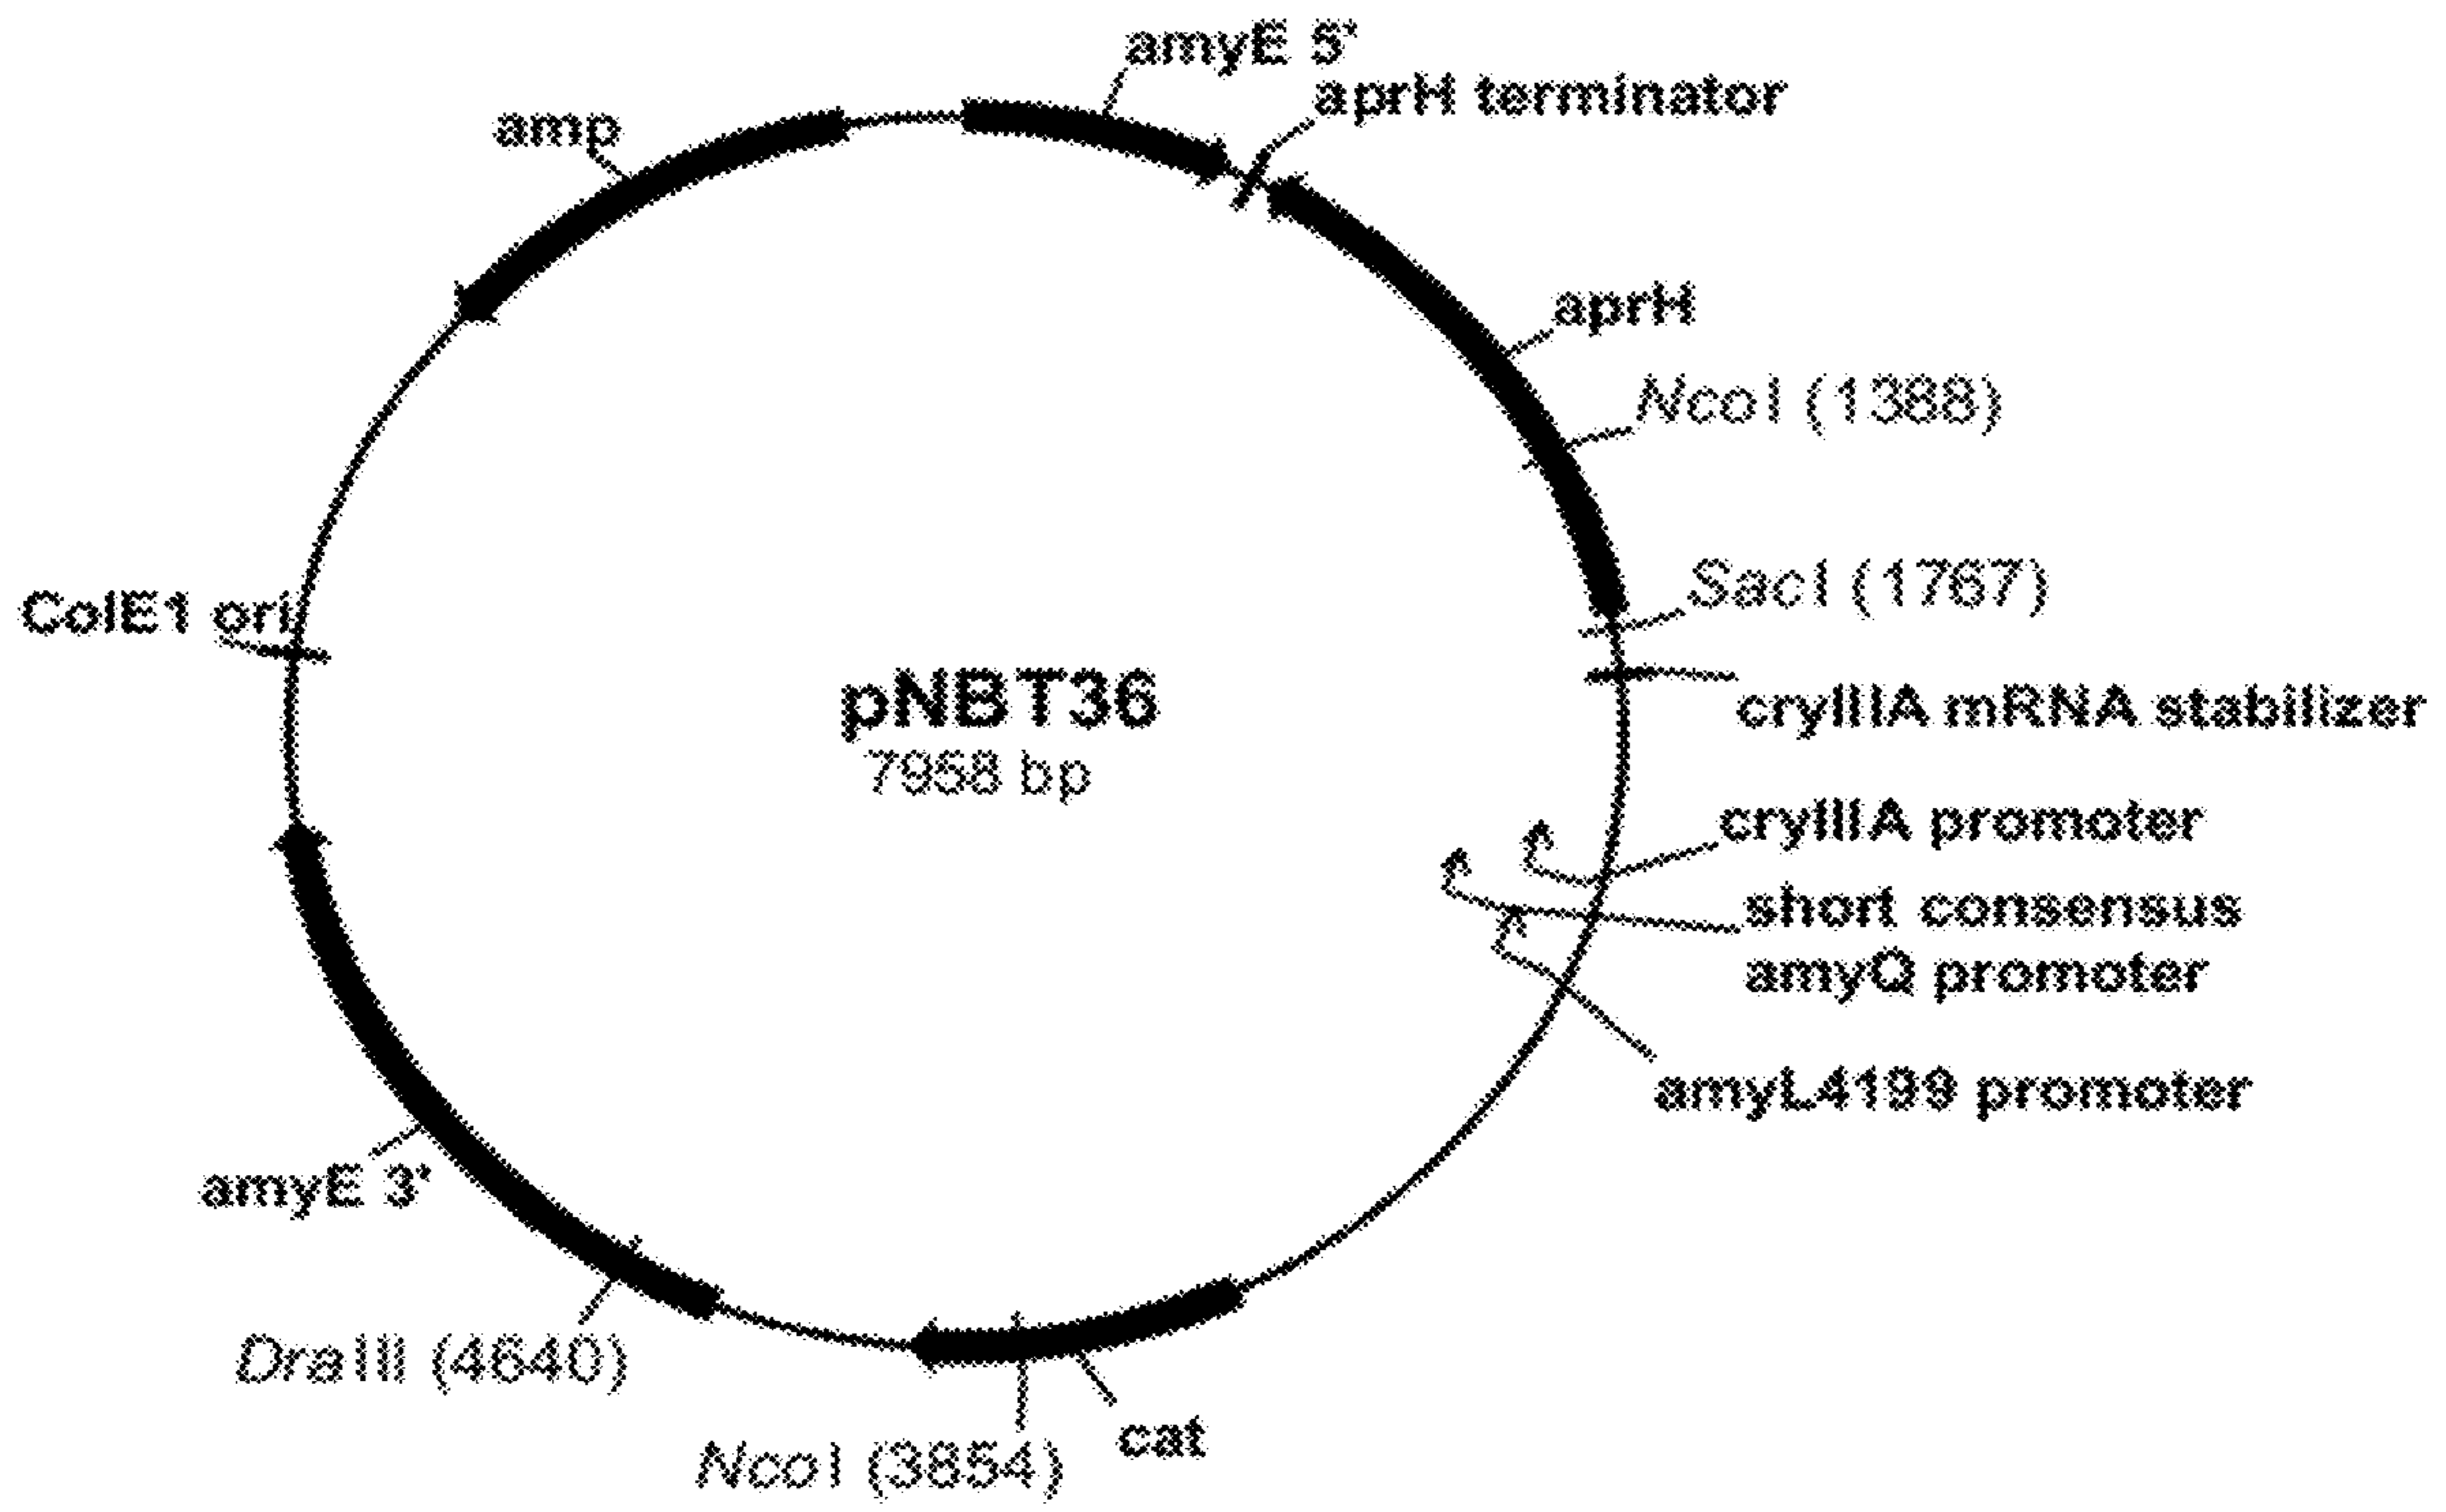 amyE 5'
aprH terminator
amp
aprH
NcoI (1388)
SacI (1767)
ColE1 ori
pNBT36
7958 bp
cryIIIA mRNA stabilizer
cryIIIA promoter
short consensus
amyQ promoter
amyL4199 promoter
amyE 3'
DraIII (4640)
NcoI (3854)
cat